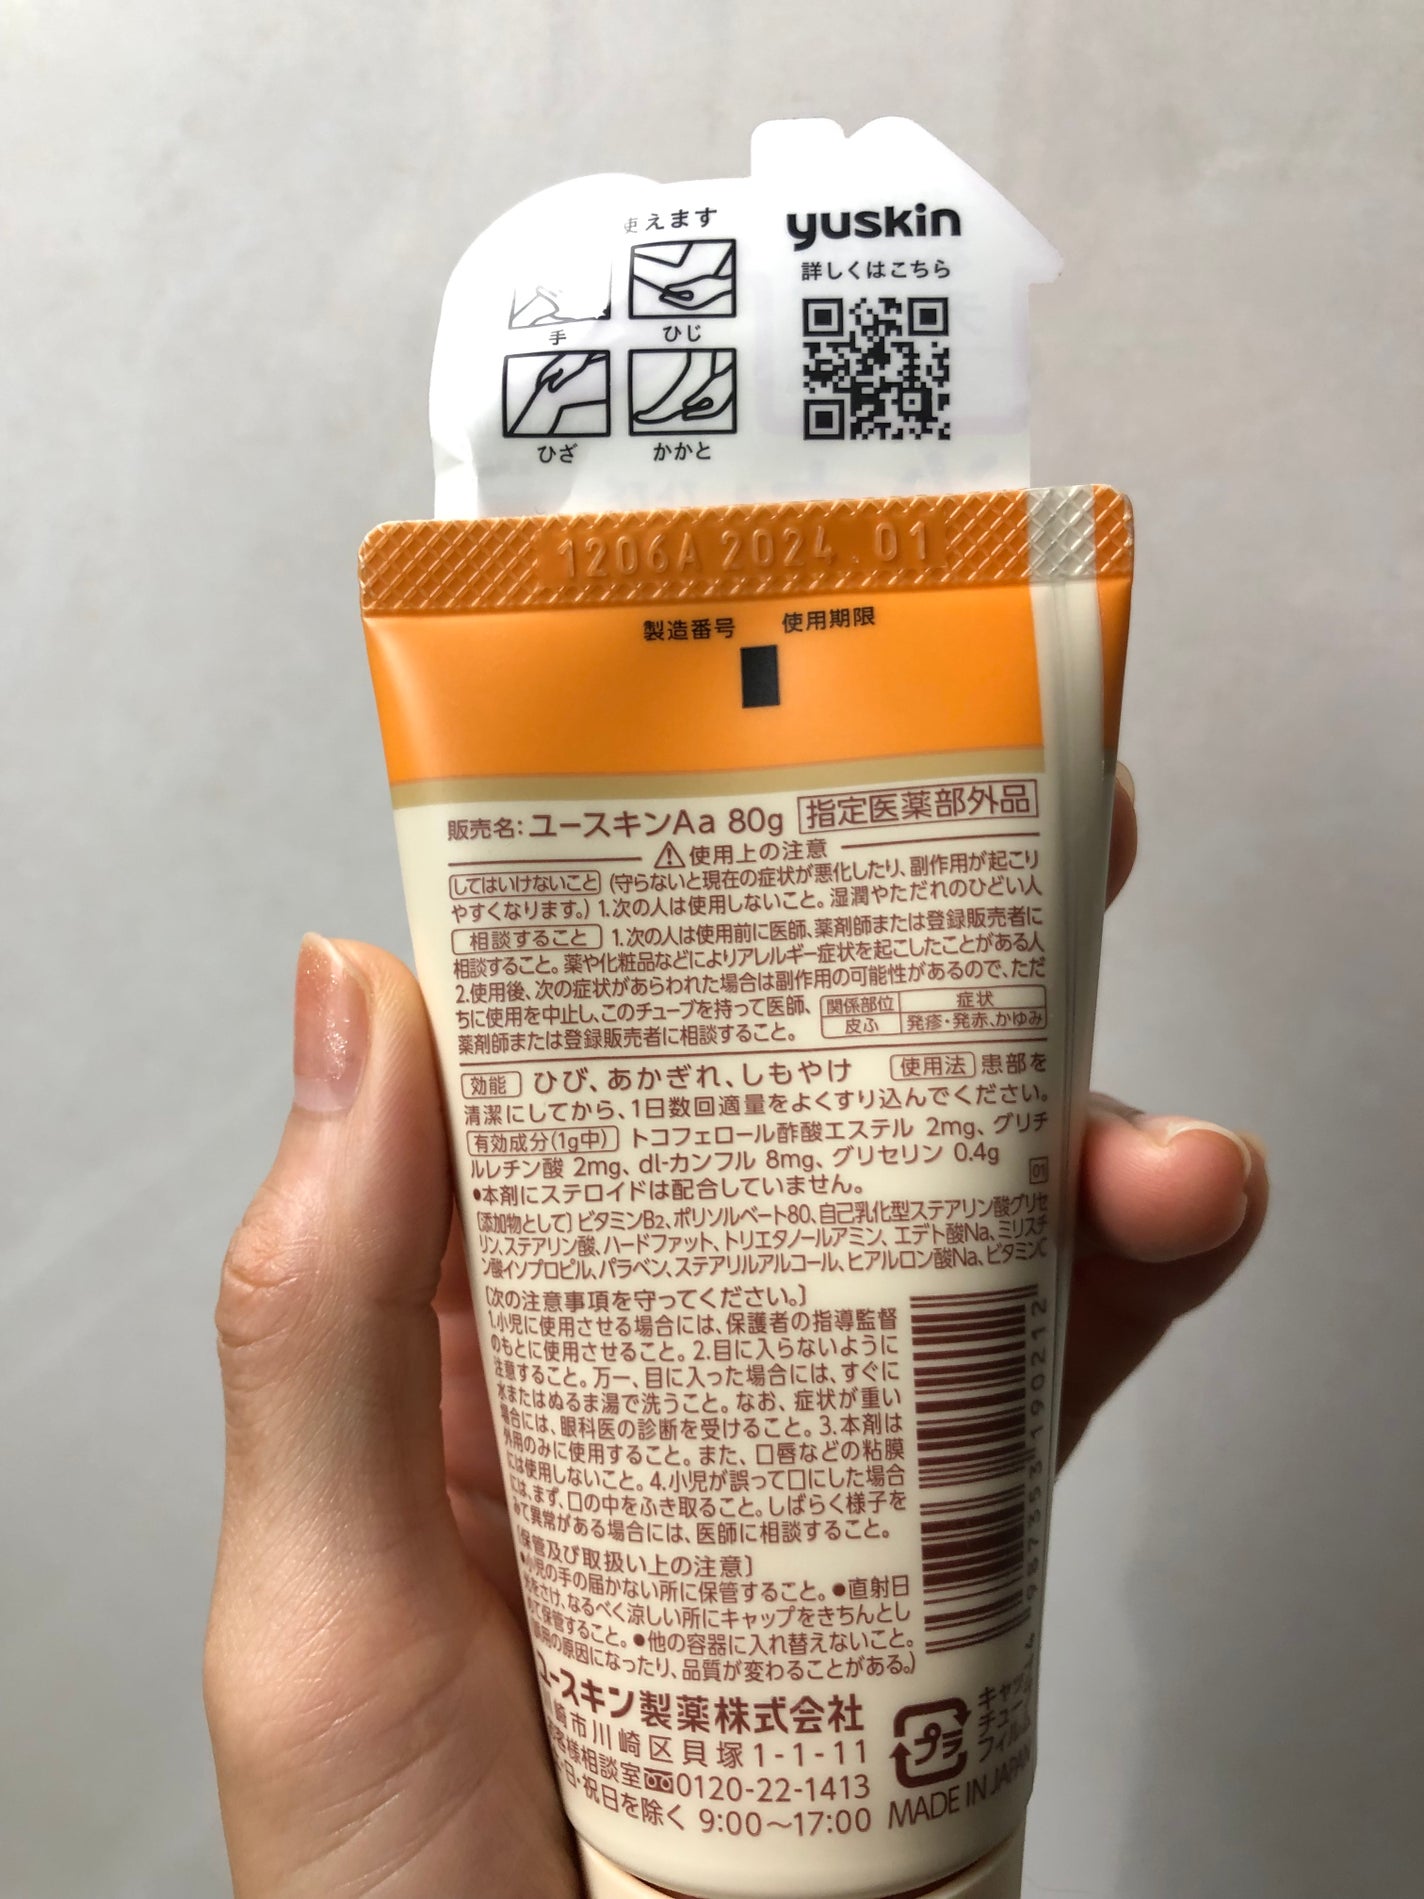 えます
手
ひじ
ひざ
かかと
yuskin
詳しくはこちら
1206A 2024.01
製造番号 使用期限
販売名:ユースキンAa 80g 指定医薬部外品
使用上の注意
してはいけないこと (守らないと現在の症状が悪化したり、副作用が起こり
やすくなります。) 1.次の人は使用しないこと。湿潤やただれのひどい人
相談すること 1.次の人は使用前に医師、薬剤師または登録販売者に
相談すること。薬や化粧品などによりアレルギー症状を起こしたことがある人
2.使用後、次の症状があらわれた場合は副作用の可能性があるので、ただ
ちに使用を中止し、このチューブを持って医師、
薬剤師または登録販売者に相談すること。
関係部位 症状
皮ふ 発疹・発赤、かゆみ
効能 ひび、あかぎれ、しもやけ 使用法 患部を
清潔にしてから、1日数回適量をよくすり込んでください。
有効成分(1g中) トコフェロール酢酸エステル 2mg、グリチ
ルレチン酸 2mg、dl-カンフル 8mg、グリセリン 0.4g
01
●本剤にステロイドは配合していません。
〔添加物として〕ビタミンB2、ポリソルベート80、自己乳化型ステアリン酸グリセ
リン、ステアリン酸、ハードファット、トリエタノールアミン、エデト酸Na、ミリスチ
ン酸イソプロピル、パラベン、ステアリルアルコール、ヒアルロン酸Na、ビタミンC
〔次の注意事項を守ってください。〕
1.小児に使用させる場合には、保護者の指導監督
のもとに使用させること。2.目に入らないように
注意すること。万一、目に入った場合には、すぐに
水またはぬるま湯で洗うこと。なお、症状が重い
場合には、眼科医の診断を受けること。3.本剤は
外用のみに使用すること。また、口唇などの粘膜
には使用しないこと。4.小児が誤って口にした場合
には、まず、口の中をふき取ること。しばらく様子を
みて異常がある場合には、医師に相談すること。
〔保管及び取扱い上の注意〕
●小児の手の届かない所に保管すること。●直射日
光をさけ、なるべく涼しい所にキャップをきちんとし
て保管すること。●他の容器に入れ替えないこと。
用の原因になったり、品質が変わることがある。)
4 987353 190212
ユースキン製薬株式会社
崎市川崎区貝塚1-1-11
客様相談室 0120-22-1413
日・祝日を除く 9:00〜17:00
プラ
キャッ
チュー
フィルム
MADE IN JAPAN